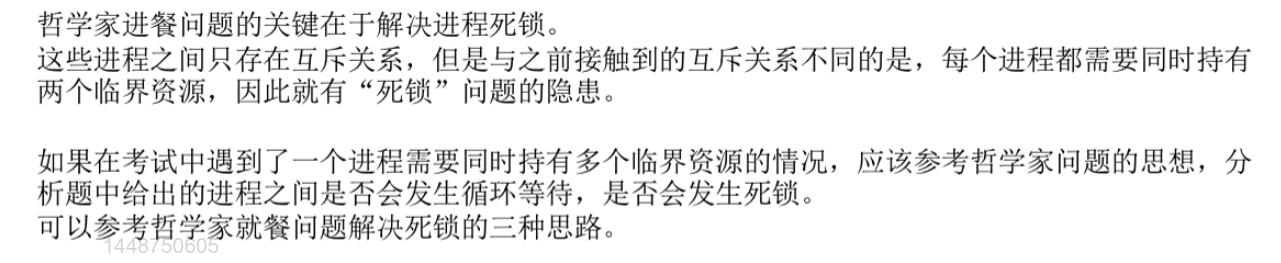 哲学家进餐问题的关键在于解决进程死锁。
这些进程之间只存在互斥关系，但是与之前接触到的互斥关系不同的是，每个进程都需要同时持有
两个临界资源，因此就有“死锁”问题的隐患。
如果在考试中遇到了一个进程需要同时持有多个临界资源的情况，应该参考哲学家问题的思想，分
析题中给出的进程之间是否会发生循环等待，是否会发生死锁。
可以参考哲学家就餐问题解决死锁的三种思路。
1448750605